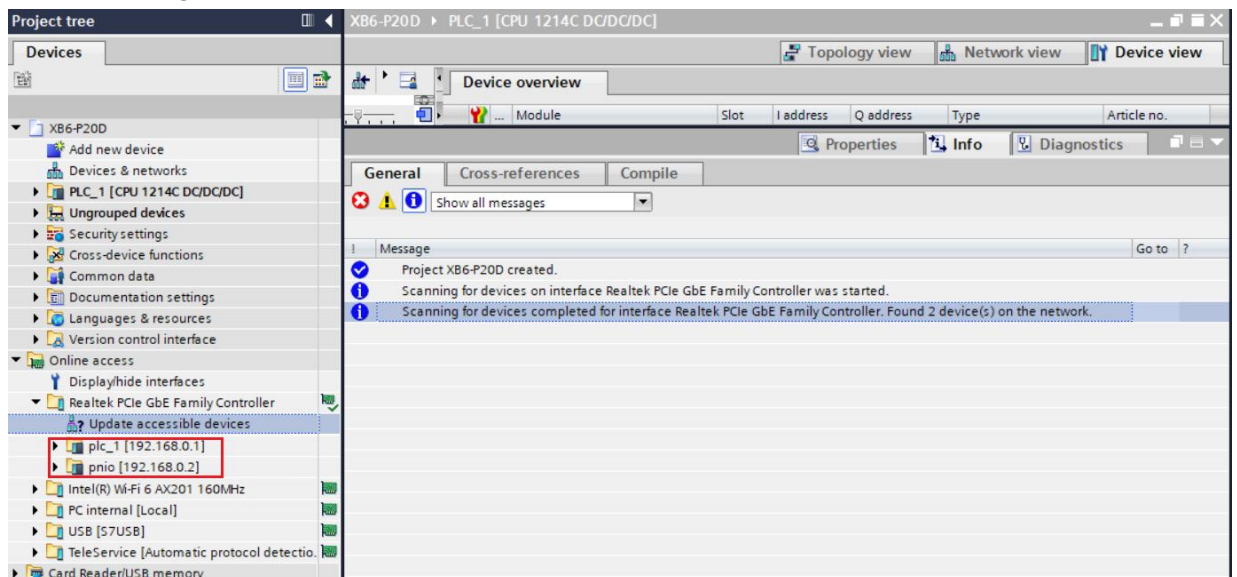 Project tree
XB6-P20D ▸ PLC_1 [CPU 1214C DC/DC/DC]
Devices
Topology view
Network view
Device view
Device overview
... Module Slot I address Q address Type Article no.
XB6-P20D
Add new device
Devices & networks
PLC_1 [CPU 1214C DC/DC/DC]
Ungrouped devices
Security settings
Cross-device functions
Common data
Documentation settings
Languages & resources
Version control interface
Online access
Display/hide interfaces
Realtek PCIe GbE Family Controller
Update accessible devices
plc_1 [192.168.0.1]
pnio [192.168.0.2]
Intel(R) Wi-Fi 6 AX201 160MHz
PC internal [Local]
USB [S7USB]
TeleService [Automatic protocol detectio.
Card Reader/USB memory
Properties
Info
Diagnostics
General
Cross-references
Compile
Show all messages
! Message Go to ?
Project XB6-P20D created.
Scanning for devices on interface Realtek PCIe GbE Family Controller was started.
Scanning for devices completed for interface Realtek PCIe GbE Family Controller. Found 2 device(s) on the network.